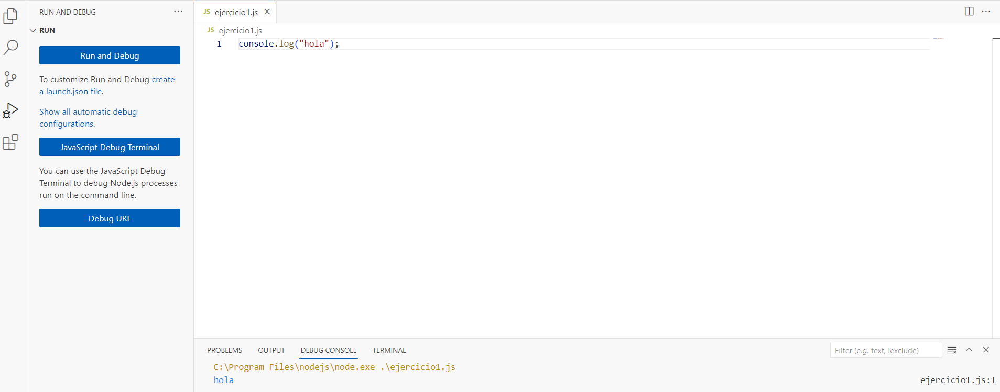 RUN AND DEBUG
RUN
Run and Debug
To customize Run and Debug create
a launch.json file.
Show all automatic debug
configurations.
JavaScript Debug Terminal
You can use the JavaScript Debug
Terminal to debug Node.js processes
run on the command line.
Debug URL
JS ejercicio1.js
JS ejercicio1.js
1 console.log("hola");
PROBLEMS OUTPUT DEBUG CONSOLE TERMINAL Filter (e.g. text, !exclude)
C:\Program Files\nodejs\node.exe .\ejercicio1.js
hola ejercicio1.js:1